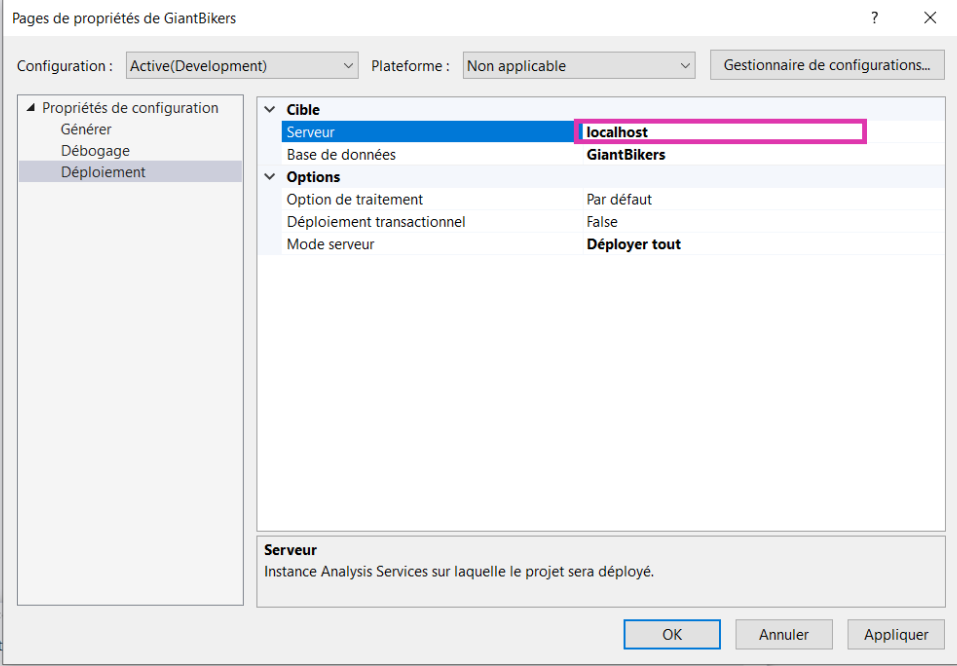 Pages de propriétés de GiantBikers
?
Configuration : Active(Development) Plateforme : Non applicable Gestionnaire de configurations...
Propriétés de configuration
Générer
Débogage
Déploiement
Cible
Serveur localhost
Base de données GiantBikers
Options
Option de traitement Par défaut
Déploiement transactionnel False
Mode serveur Déployer tout
Serveur
Instance Analysis Services sur laquelle le projet sera déployé.
OK Annuler Appliquer